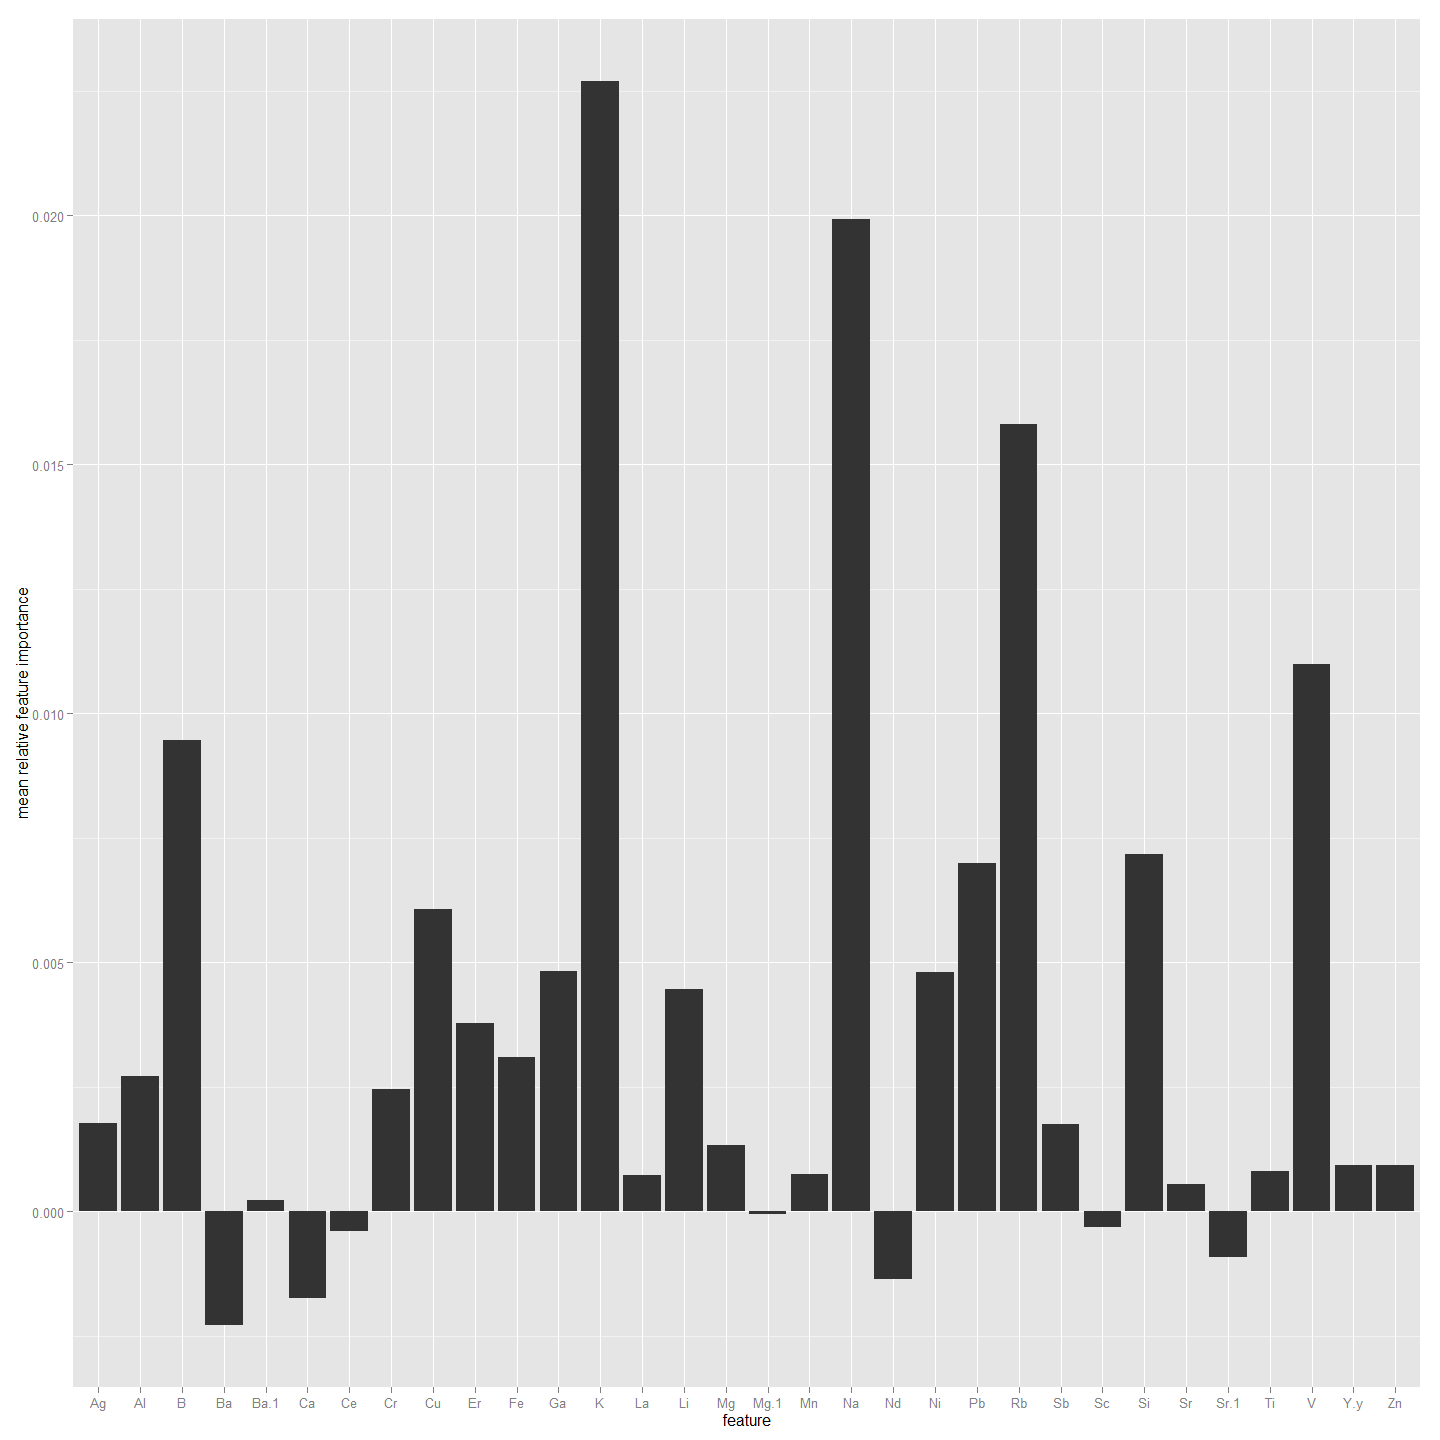 mean relative feature importance
0.020
0.015
0.010
0.005
0.000
Ag Al B Ba Ba.1 Ca Ce Cr Cu Er Fe Ga K La Li Mg Mg.1 Mn Na Nd Ni Pb Rb Sb Sc Si Sr Sr.1 Ti V Y.y Zn
feature